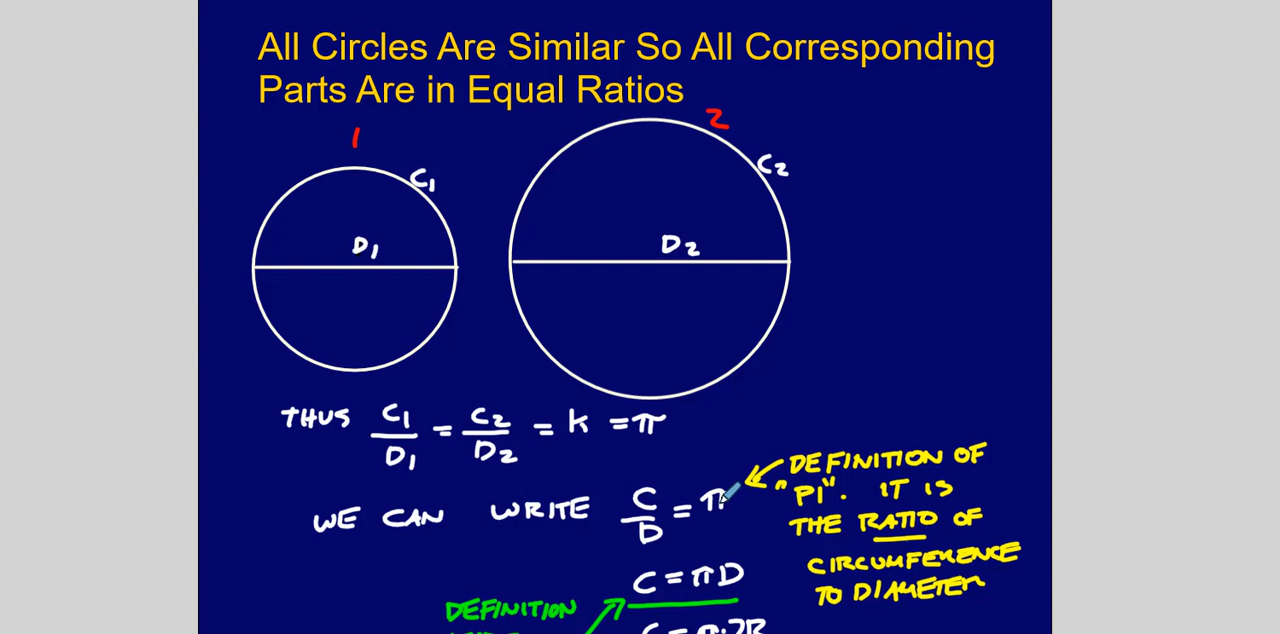 All Circles Are Similar So All Corresponding
Parts Are in Equal Ratios
1
2
C1
C2
D1
D2
THUS C1/D1 = C2/D2 = k = π
WE CAN WRITE C/D = π
DEFINITION OF
"PI". IT IS
THE RATIO OF
CIRCUMFERENCE
TO DIAMETER
C = πD
DEFINITION
C = π·2R